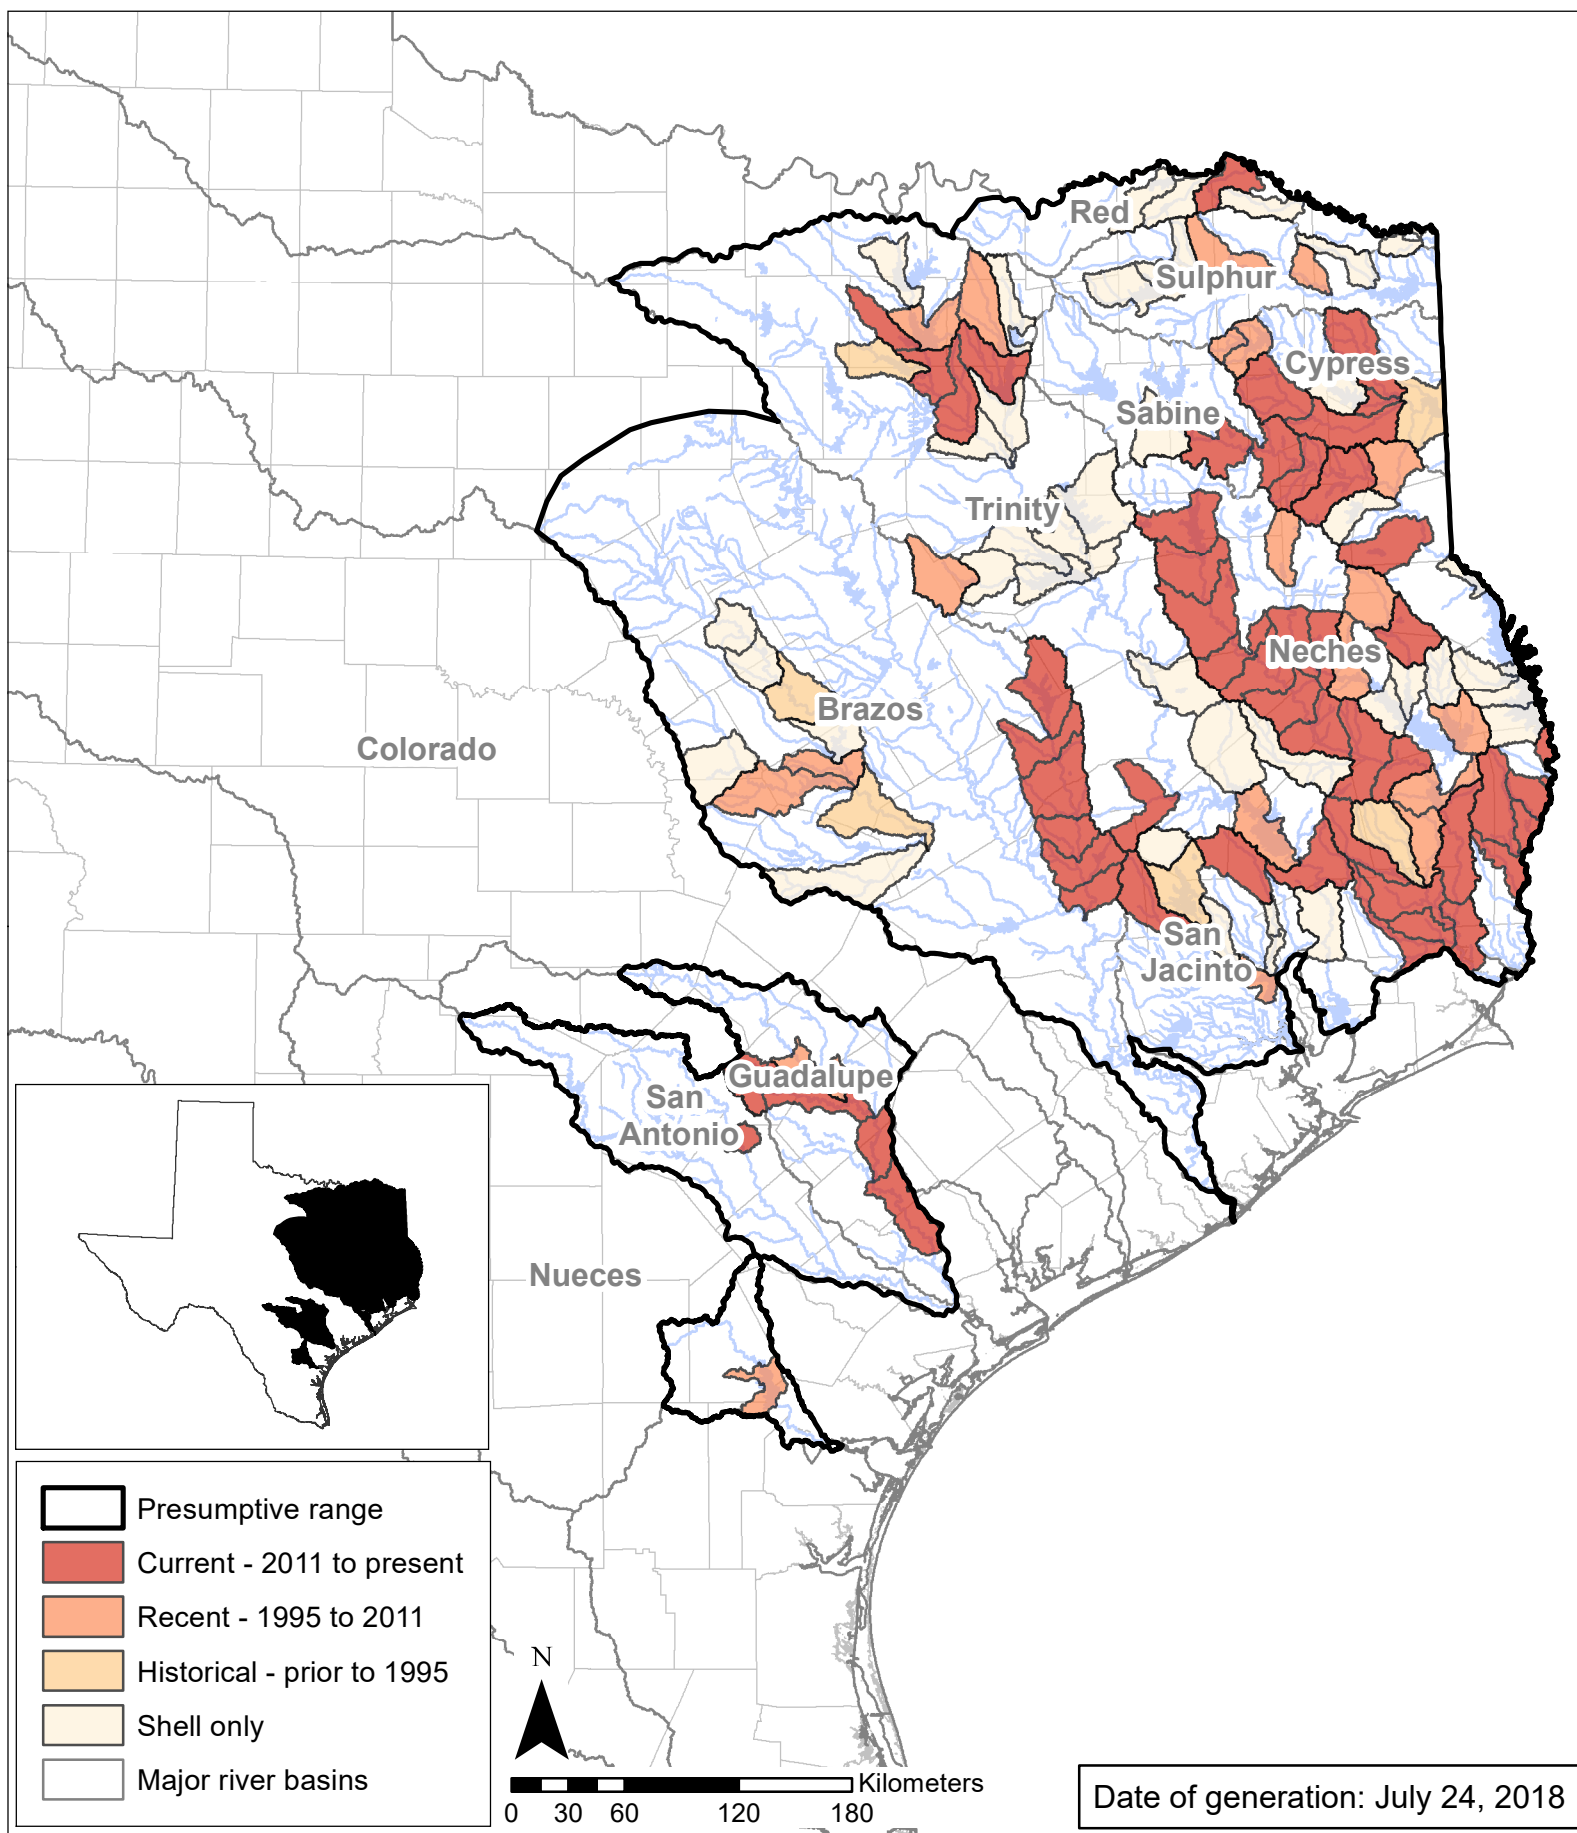 Red
Sulphur
Cypress
Sabine
Trinity
Neches
Brazos
Colorado
San
Jacinto
Guadalupe
San
Antonio
Nueces
Presumptive range
Current - 2011 to present
Recent - 1995 to 2011
Historical - prior to 1995
Shell only
Major river basins
N
Kilometers
0 30 60 120 180
Date of generation: July 24, 2018